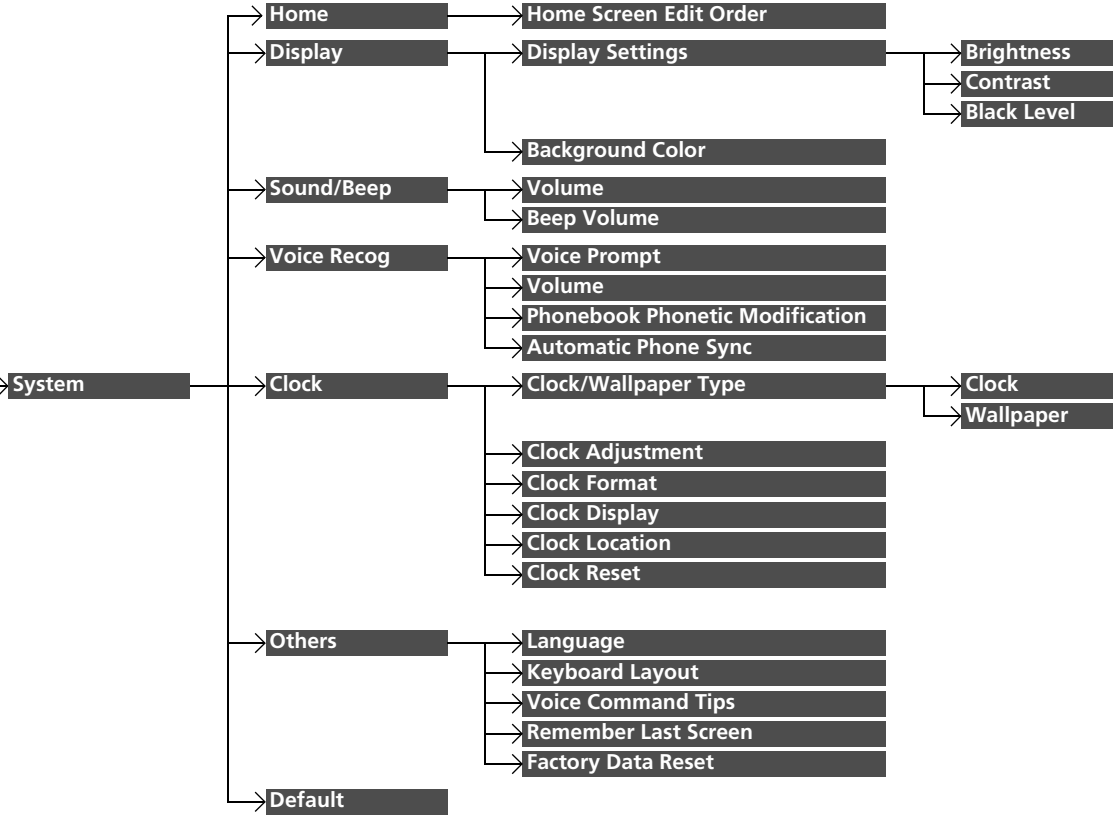 Home
Home Screen Edit Order
Display
Display Settings
Brightness
Contrast
Black Level
Background Color
Sound/Beep
Volume
Beep Volume
Voice Recog
Voice Prompt
Volume
Phonebook Phonetic Modification
Automatic Phone Sync
System
Clock
Clock/Wallpaper Type
Clock
Wallpaper
Clock Adjustment
Clock Format
Clock Display
Clock Location
Clock Reset
Others
Language
Keyboard Layout
Voice Command Tips
Remember Last Screen
Factory Data Reset
Default